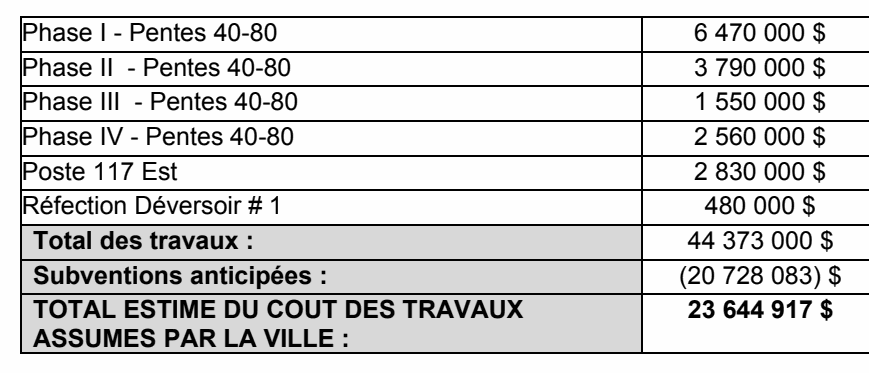 Phase I - Pentes 40-80 6 470 000 $
Phase II - Pentes 40-80 3 790 000 $
Phase III - Pentes 40-80 1 550 000 $
Phase IV - Pentes 40-80 2 560 000 $
Poste 117 Est 2 830 000 $
Réfection Déversoir # 1 480 000 $
Total des travaux : 44 373 000 $
Subventions anticipées : (20 728 083) $
TOTAL ESTIME DU COUT DES TRAVAUX 23 644 917 $
ASSUMES PAR LA VILLE :